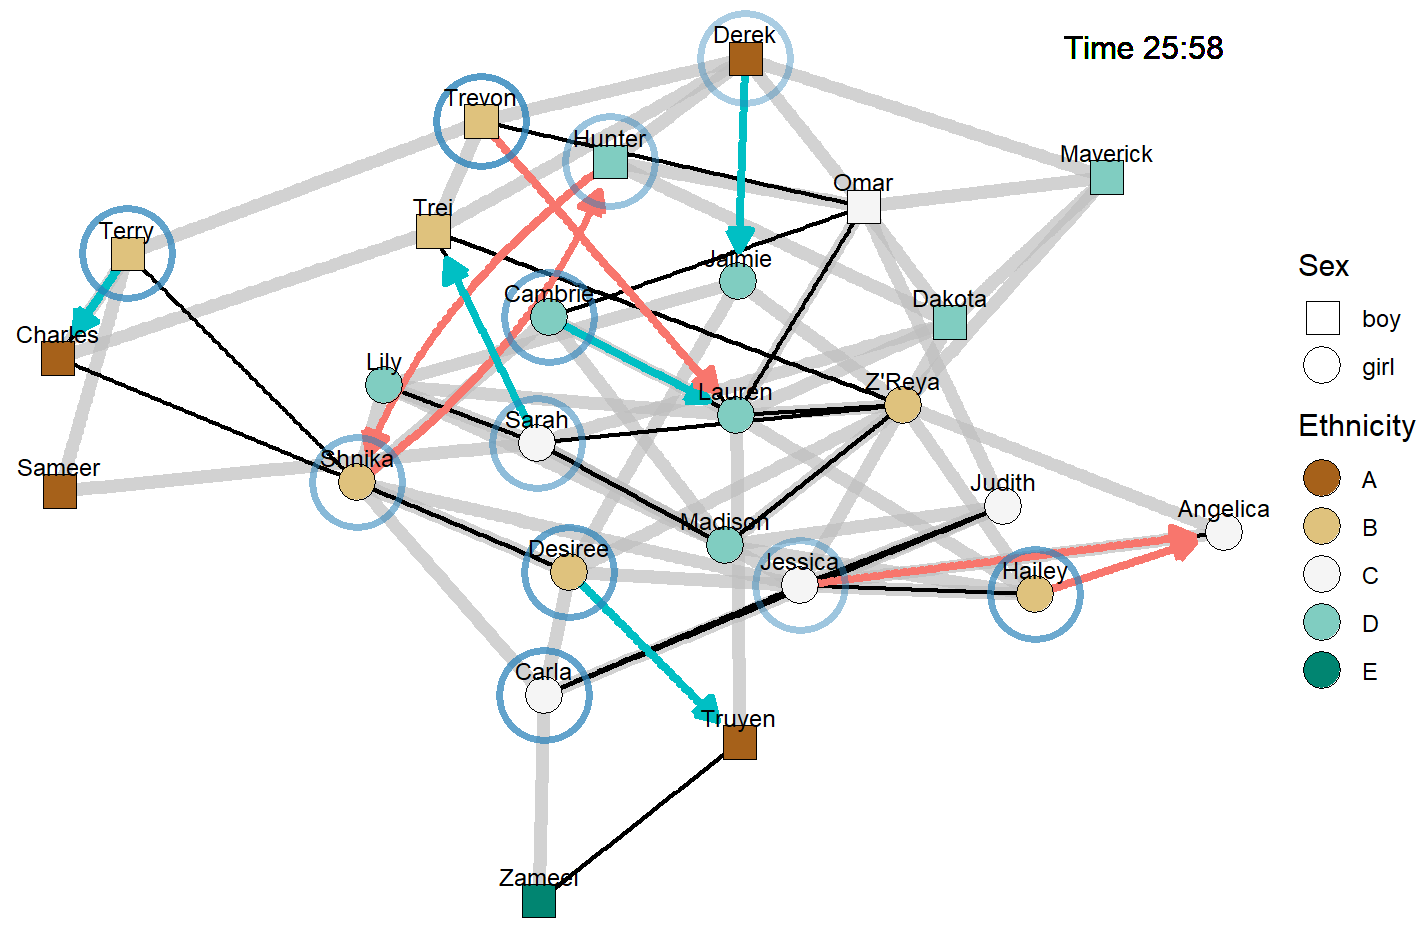 Derek
Time 25:58
Trevon
Hunter
Maverick
Omar
Trei
Terry
Jaimie
Sex
Cambrie
Dakota
boy
Charles
Lily
girl
Z'Reya
Lauren
Sarah
Ethnicity
Shnika
Sameer
A
Judith
Angelica
Madison
B
Desiree
Jessica
Hailey
C
D
Carla
E
Truyen
Zameel